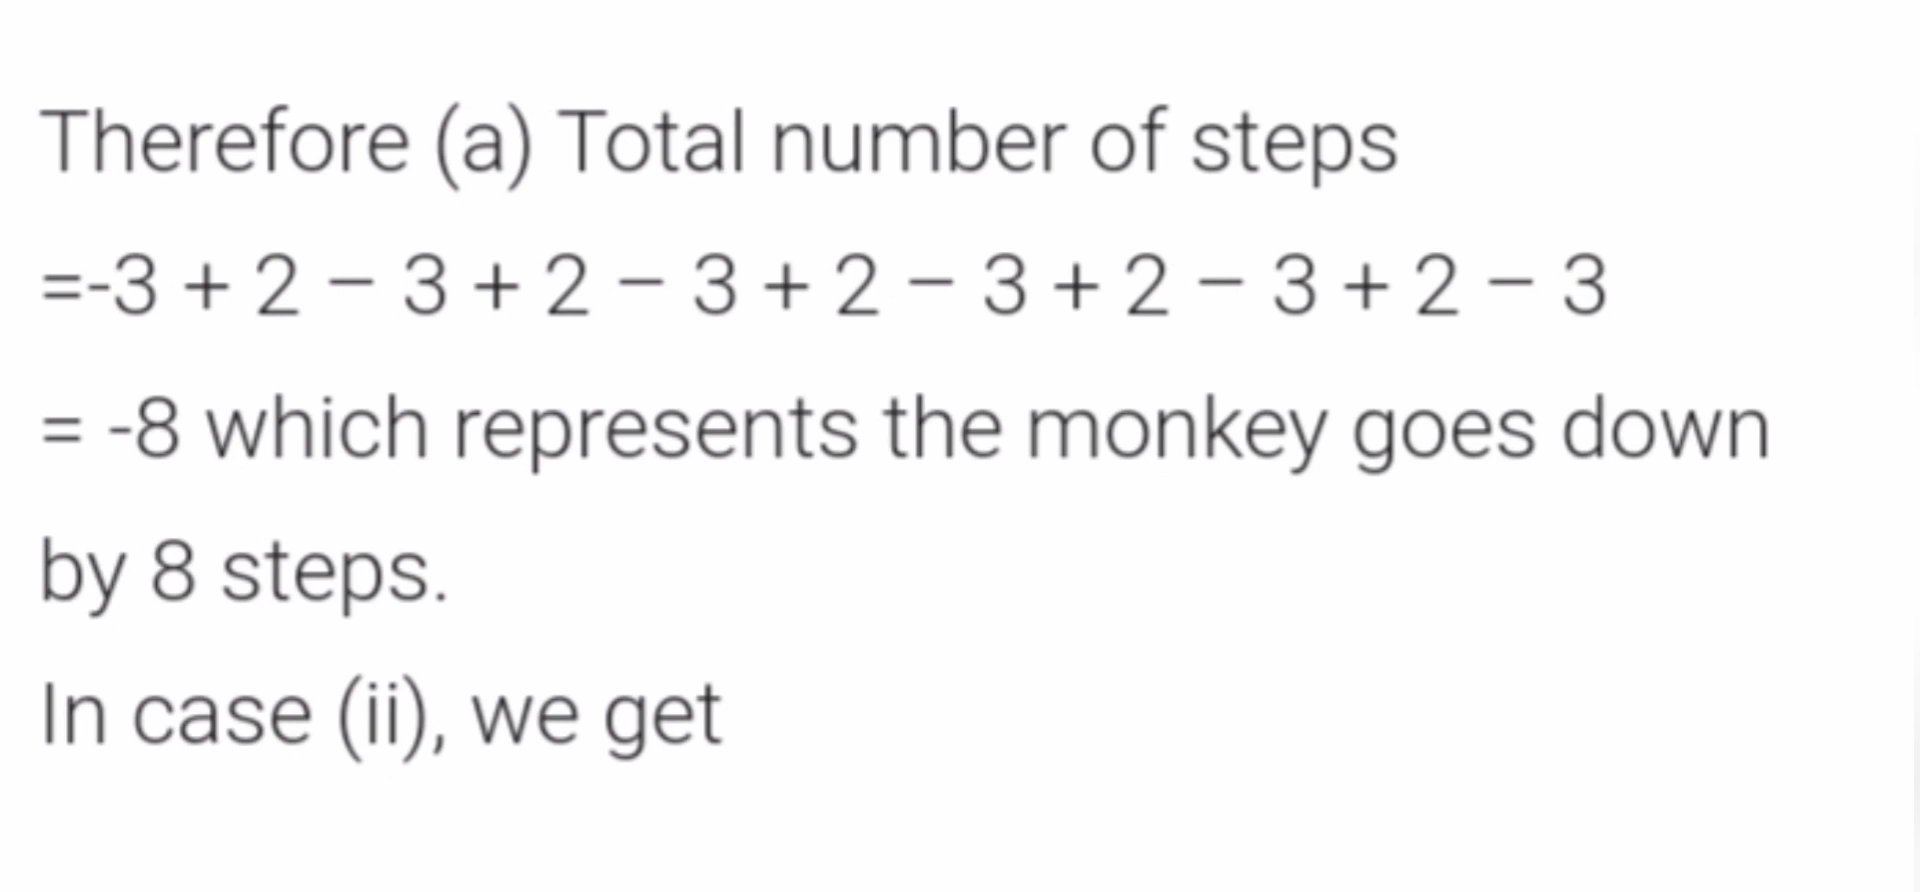 Therefore (a) Total number of steps
=-3 + 2 – 3 + 2 – 3 + 2 – 3 + 2 – 3 + 2 – 3
= -8 which represents the monkey goes down
by 8 steps.
In case (ii), we get